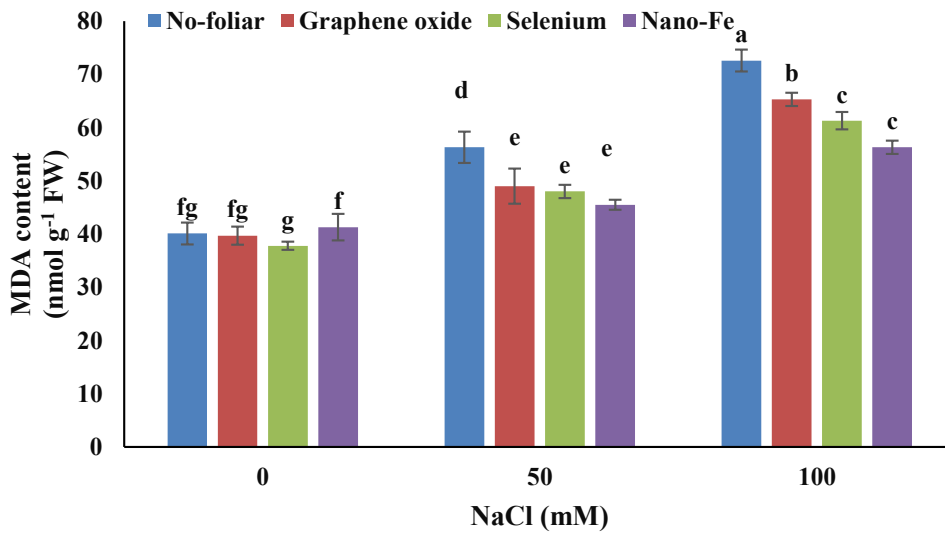 80
No-foliar Graphene oxide Selenium Nano-Fe
a
70
b
d
c
60
c
e
e
e
50
fg fg g f
40
30
20
10
0
MDA content
(nmol g⁻¹ FW)
0 50 100
NaCl (mM)